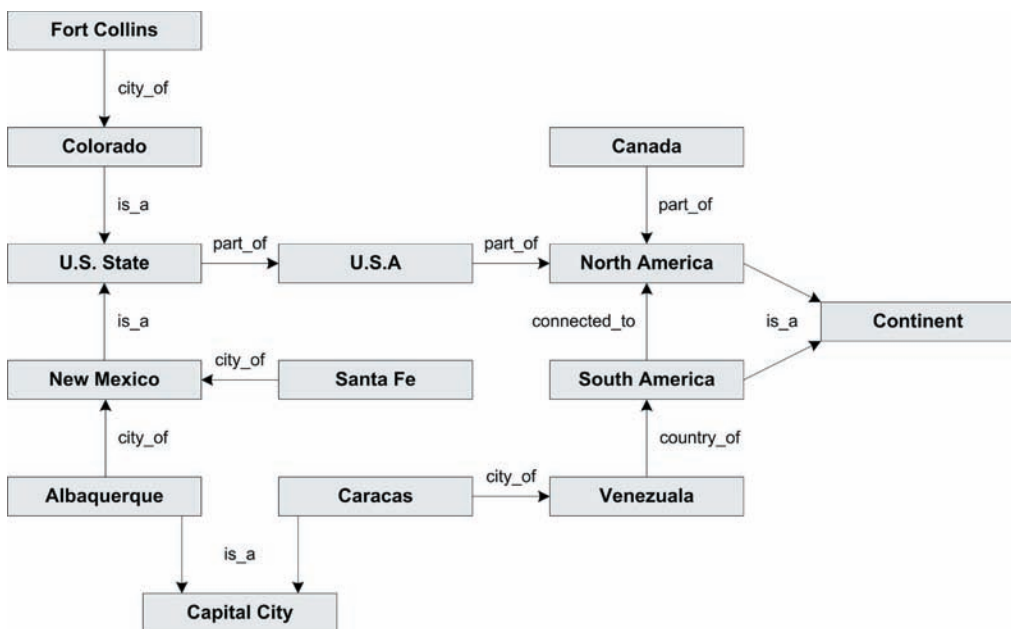 Fort Collins
city_of
Colorado
Canada
is_a
part_of
U.S. State
part_of
U.S.A
part_of
North America
is_a
connected_to
is_a
Continent
New Mexico
city_of
Santa Fe
South America
city_of
country_of
Albaquerque
Caracas
city_of
Venezuala
is_a
Capital City